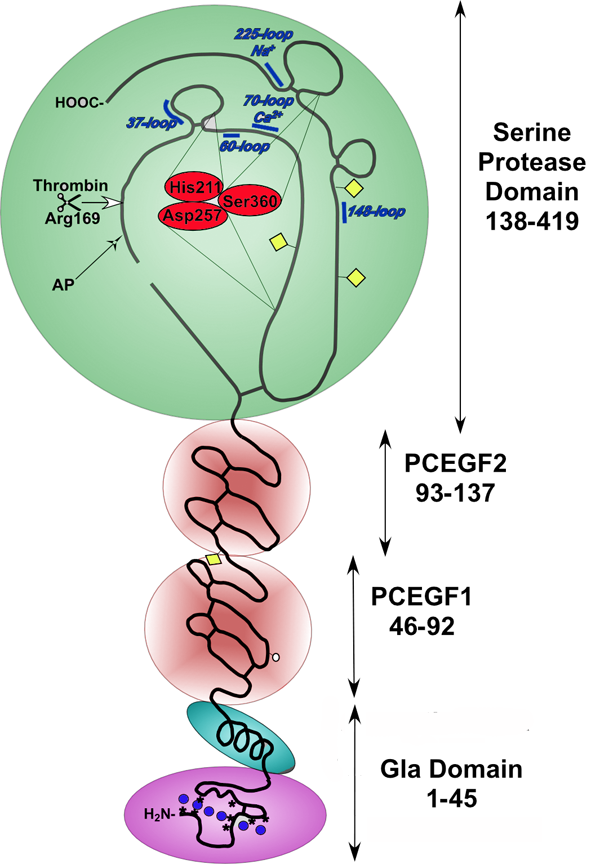 225-loop
Na⁺
HOOC-
70-loop
Ca²⁺
37-loop
60-loop
Serine
Protease
Domain
138-419
Thrombin
Arg169
His211
Ser360
Asp257
148-loop
AP
PCEGF2
93-137
PCEGF1
46-92
Gla Domain
1-45
H₂N-